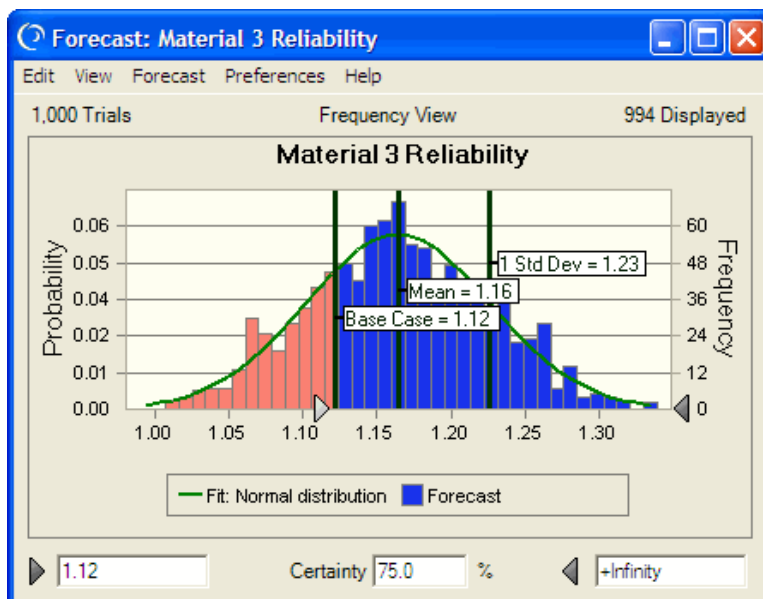 Forecast: Material 3 Reliability
Edit View Forecast Preferences Help
1,000 Trials Frequency View 994 Displayed
Material 3 Reliability
Probability
0.06
0.05
0.04
0.02
0.01
0.00
1 Std Dev = 1.23
Mean = 1.16
Base Case = 1.12
60
48
36
24
12
0
Frequency
1.00 1.05 1.10 1.15 1.20 1.25 1.30
Fit: Normal distribution Forecast
1.12 Certainty 75.0 % +Infinity